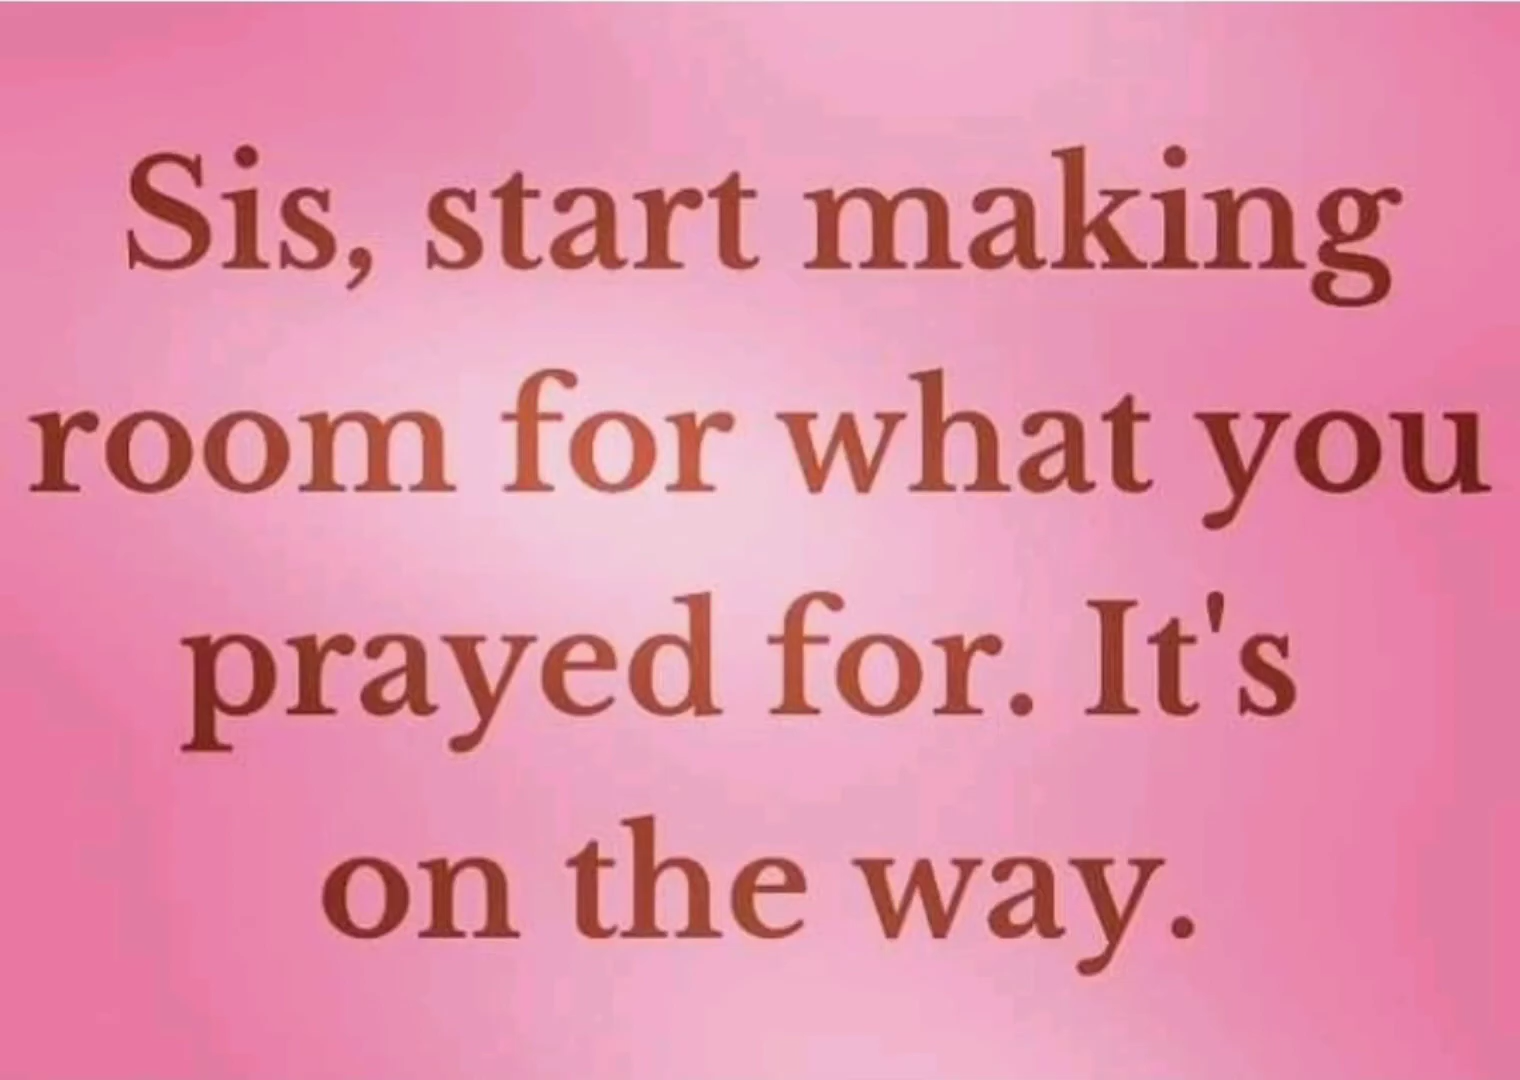 Sis, start making
room for what you
prayed for. It's
on the way.